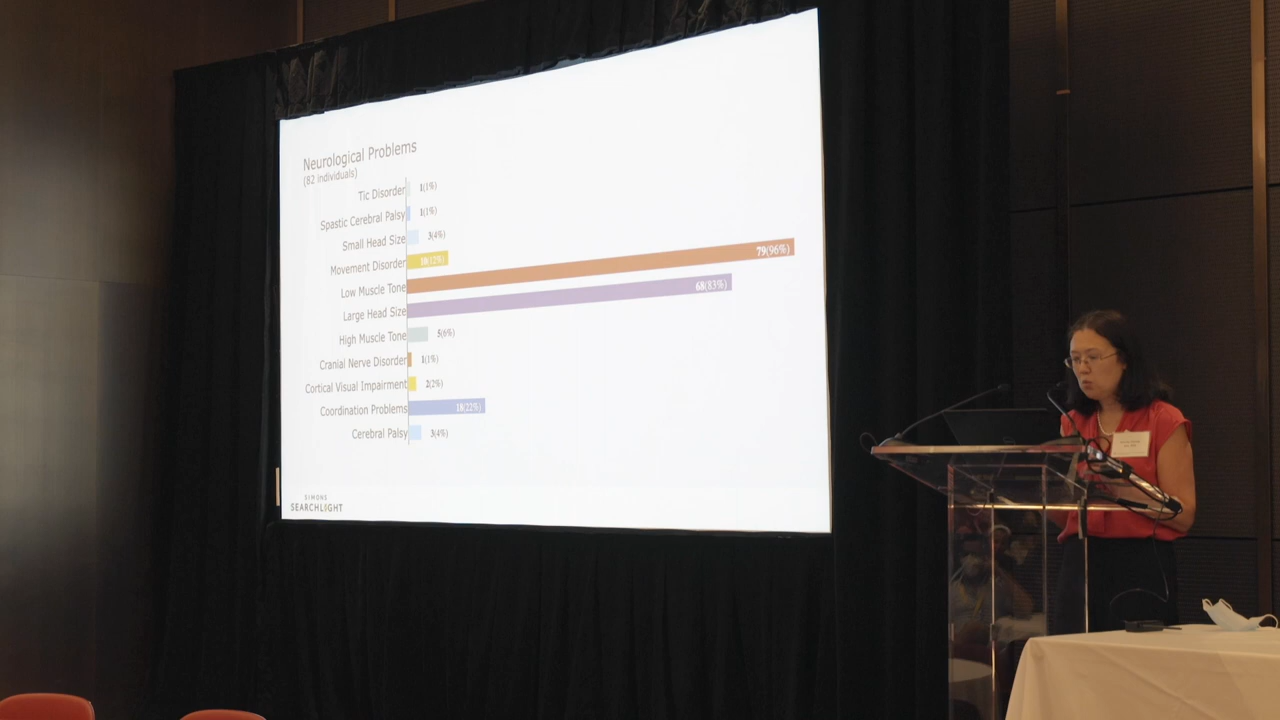 Neurological Problems
(82 individuals)
Tic Disorder 1(1%)
Spastic Cerebral Palsy 1(1%)
Small Head Size 3(4%)
Movement Disorder 10(12%)
Low Muscle Tone 79(96%)
Large Head Size 68(83%)
High Muscle Tone 5(6%)
Cranial Nerve Disorder 1(1%)
Cortical Visual Impairment 2(2%)
Coordination Problems 18(22%)
Cerebral Palsy 3(4%)
SIMONS
SEARCHLIGHT